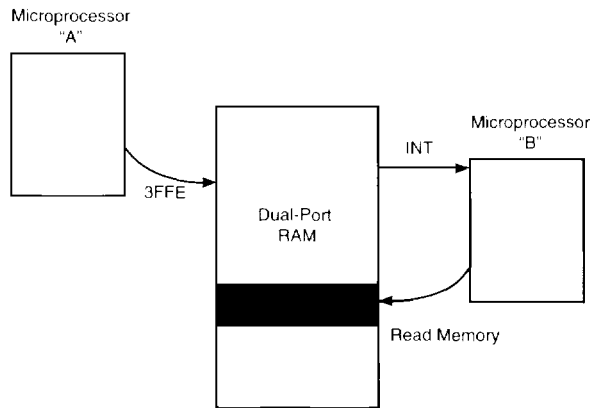 Microprocessor
"A"
3FFE
Dual-Port
RAM
INT
Microprocessor
"B"
Read Memory